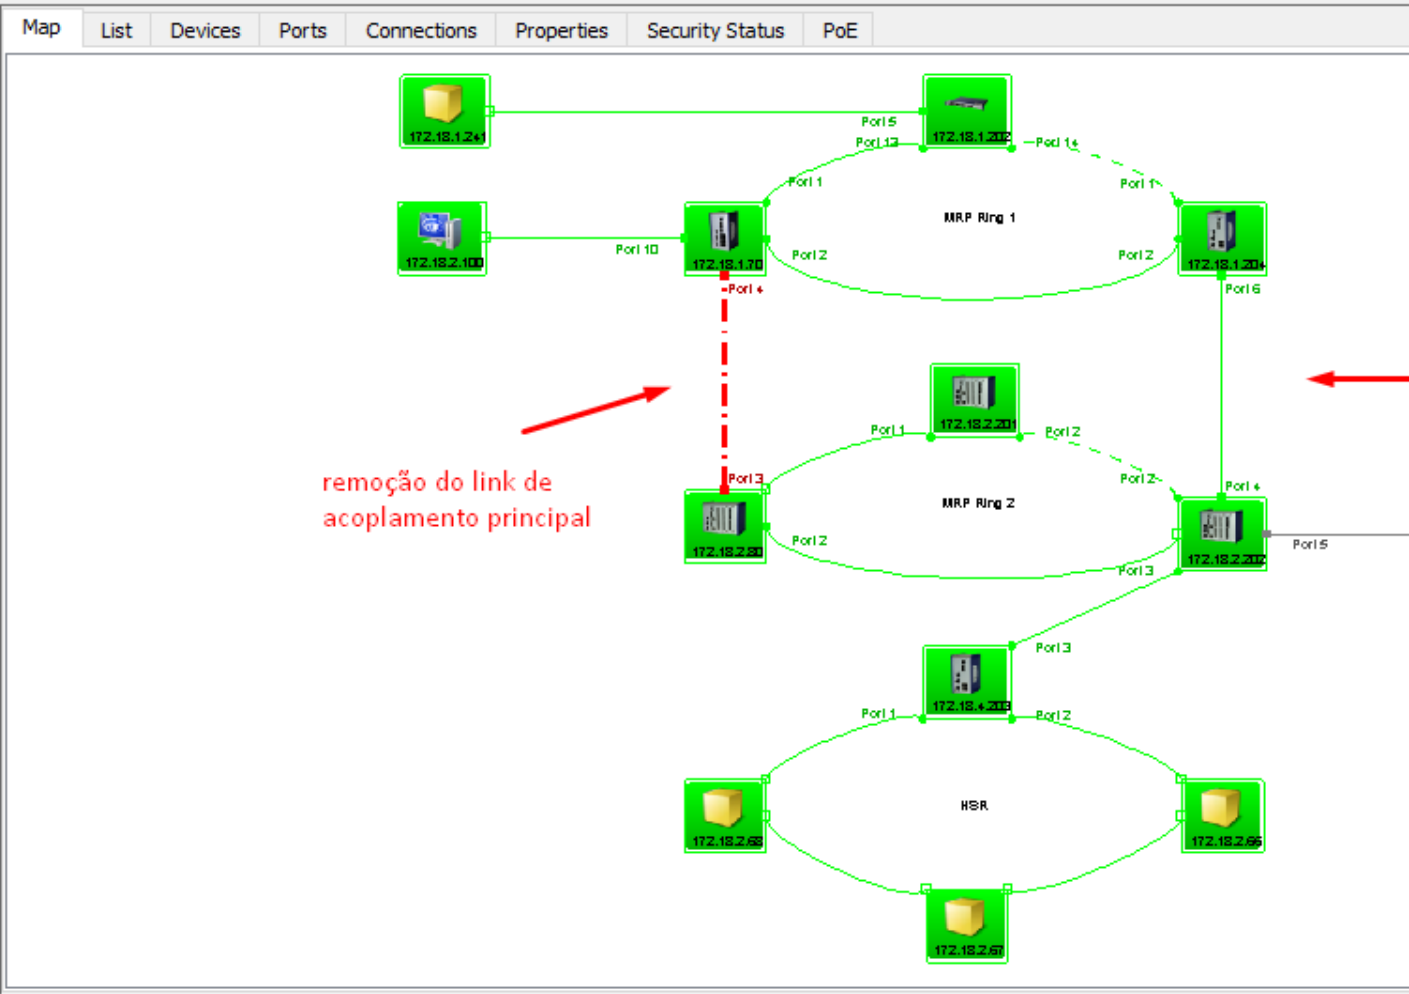 Map List Devices Ports Connections Properties Security Status PoE
172.18.1.241
Port 5
172.18.1.202
Port 13
Port 14
Port 1
Port 1
MRP Ring 1
172.18.2.100
Port 10
172.18.1.70
Port 2
Port 2
172.18.1.204
Port 4
Port 6
172.18.2.201
Port 1
Port 2
remoção do link de
acoplamento principal
Port 3
Port 2
Port 4
MRP Ring 2
172.18.2.80
Port 2
172.18.2.202
Port 5
Port 3
Port 3
172.18.4.203
Port 1
Port 2
HSR
172.18.2.68
172.18.2.66
172.18.2.67